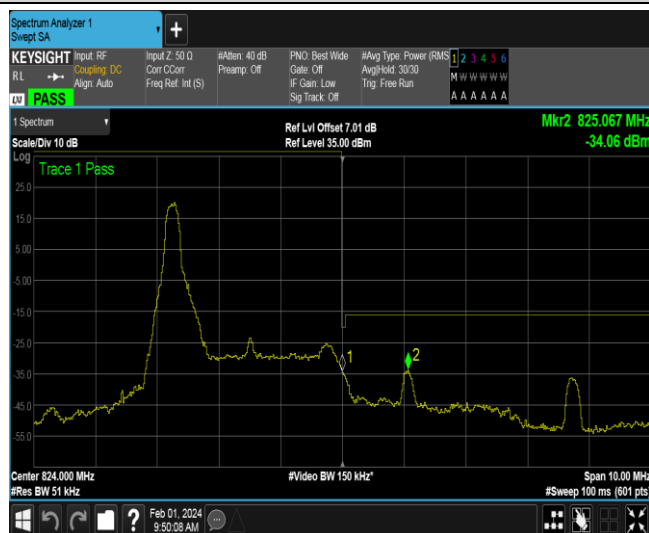 Spectrum Analyzer 1
Swept SA
+
KEYSIGHT
RL
LXI PASS
Input: RF
Coupling: DC
Align: Auto
Input Z: 50 Ω
Corr CCorr
Freq Ref: Int (S)
#Atten: 40 dB
Preamp: Off
PNO: Best Wide
Gate: Off
IF Gain: Low
Sig Track: Off
#Avg Type: Power (RMS
Avg|Hold: 30/30
Trig: Free Run
1 2 3 4 5 6
M W W W W W
A A A A A A
1 Spectrum
Scale/Div 10 dB
Ref Lvl Offset 7.01 dB
Ref Level 35.00 dBm
Mkr2 825.067 MHz
-34.06 dBm
Log
Trace 1 Pass
25.0
15.0
5.00
-5.00
-15.0
-25.0
-35.0
-45.0
-55.0
1
2
Center 824.000 MHz
#Res BW 51 kHz
#Video BW 150 kHz*
Span 10.00 MHz
#Sweep 100 ms (601 pts)
?
Feb 01, 2024
9:50:08 AM